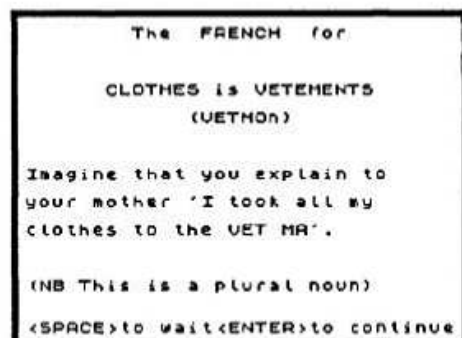 The FRENCH for
CLOTHES is VETEMENTS
(VETMOn)
Imagine that you explain to
your mother 'I took all my
clothes to the VET MA'.
(NB This is a plural noun)
<SPACE>to wait<ENTER>to continue